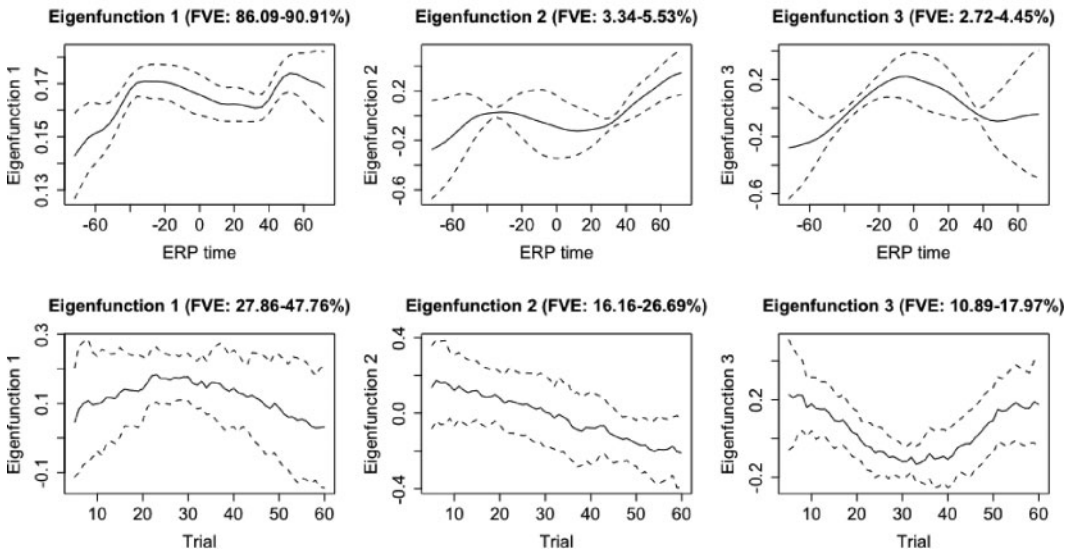 Eigenfunction 1 (FVE: 86.09-90.91%)
Eigenfunction 1
0.13 0.15 0.17
-60 -40 -20 0 20 40 60
ERP time
Eigenfunction 2 (FVE: 3.34-5.53%)
Eigenfunction 2
-0.6 -0.2 0.2
-60 -20 0 20 40 60
ERP time
Eigenfunction 3 (FVE: 2.72-4.45%)
Eigenfunction 3
-0.6 -0.2 0.2
-60 -20 0 20 40 60
ERP time
Eigenfunction 1 (FVE: 27.86-47.76%)
Eigenfunction 1
-0.1 0.1 0.3
10 20 30 40 50 60
Trial
Eigenfunction 2 (FVE: 16.16-26.69%)
Eigenfunction 2
-0.4 0.0 0.4
10 20 30 40 50 60
Trial
Eigenfunction 3 (FVE: 10.89-17.97%)
Eigenfunction 3
-0.2 0.2
10 20 30 40 50 60
Trial